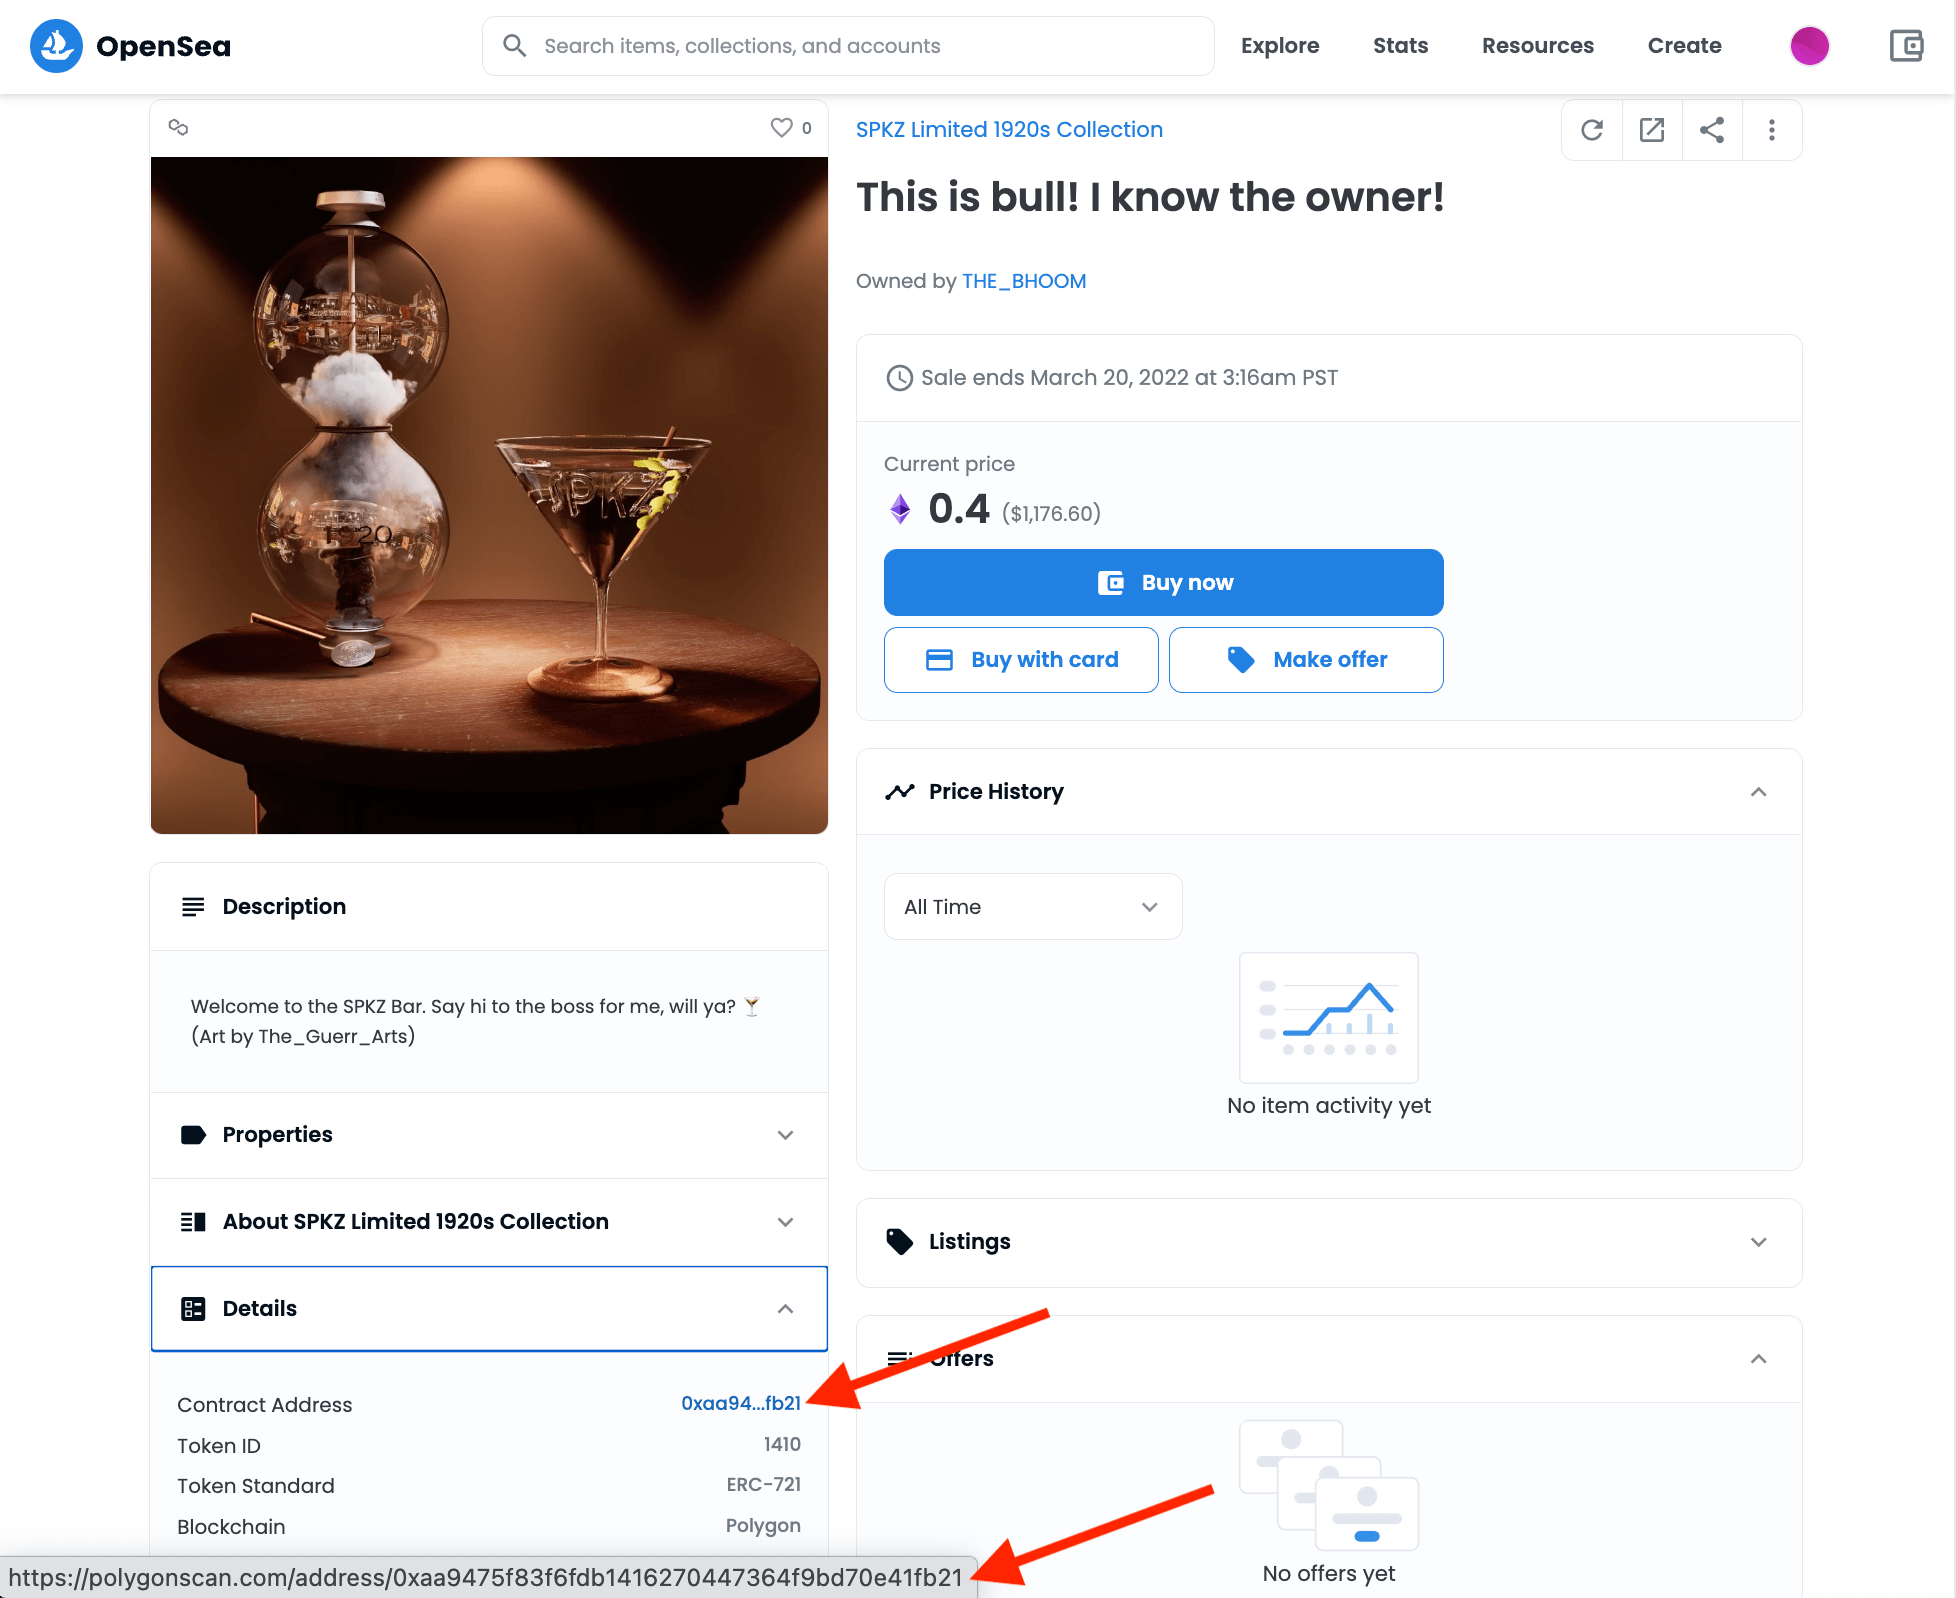 OpenSea
Search items, collections, and accounts
Explore
Stats
Resources
Create
0
SPKZ Limited 1920s Collection
This is bull! I know the owner!
Owned by THE_BHOOM
Sale ends March 20, 2022 at 3:16am PST
Current price
0.4 ($1,176.60)
Buy now
Buy with card
Make offer
1920
SPKZ
Price History
All Time
No item activity yet
Description
Welcome to the SPKZ Bar. Say hi to the boss for me, will ya? 🍸
(Art by The_Guerr_Arts)
Properties
About SPKZ Limited 1920s Collection
Details
Contract Address 0xaa94...fb21
Token ID 1410
Token Standard ERC-721
Blockchain Polygon
Listings
Offers
No offers yet
https://polygonscan.com/address/0xaa9475f83f6fdb1416270447364f9bd70e41fb21